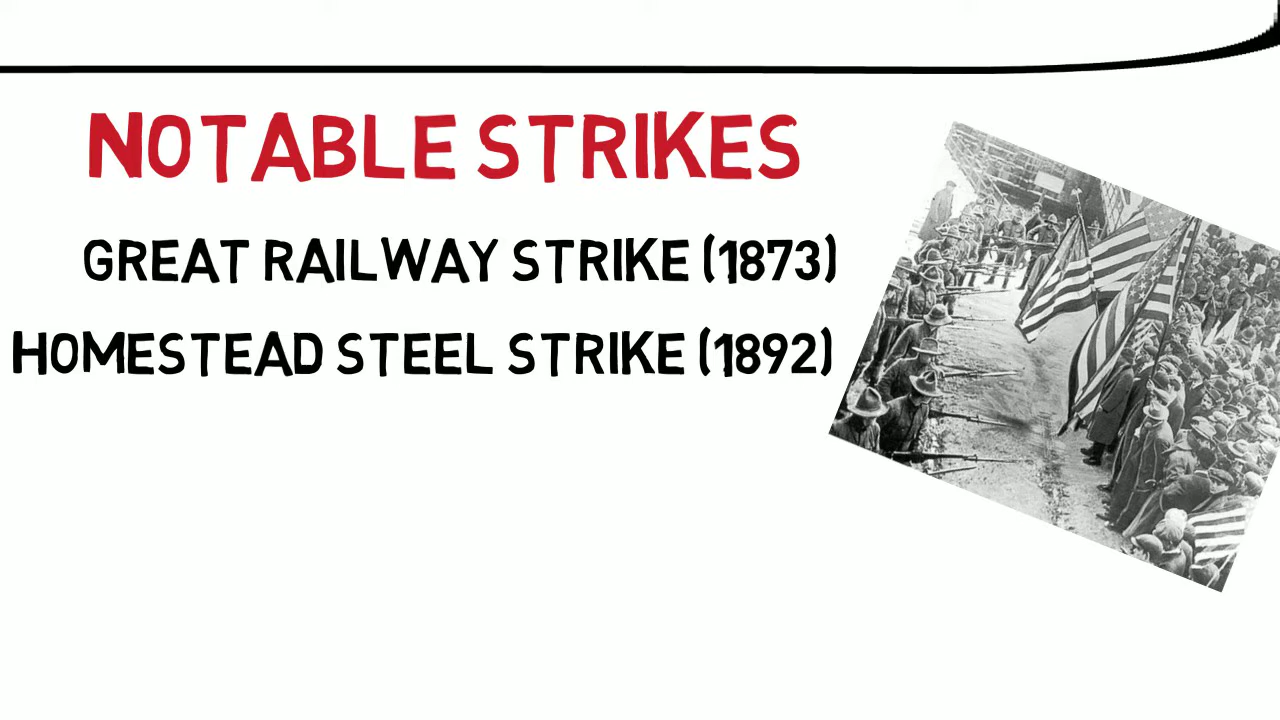 NOTABLE STRIKES
GREAT RAILWAY STRIKE (1873)
HOMESTEAD STEEL STRIKE (1892)